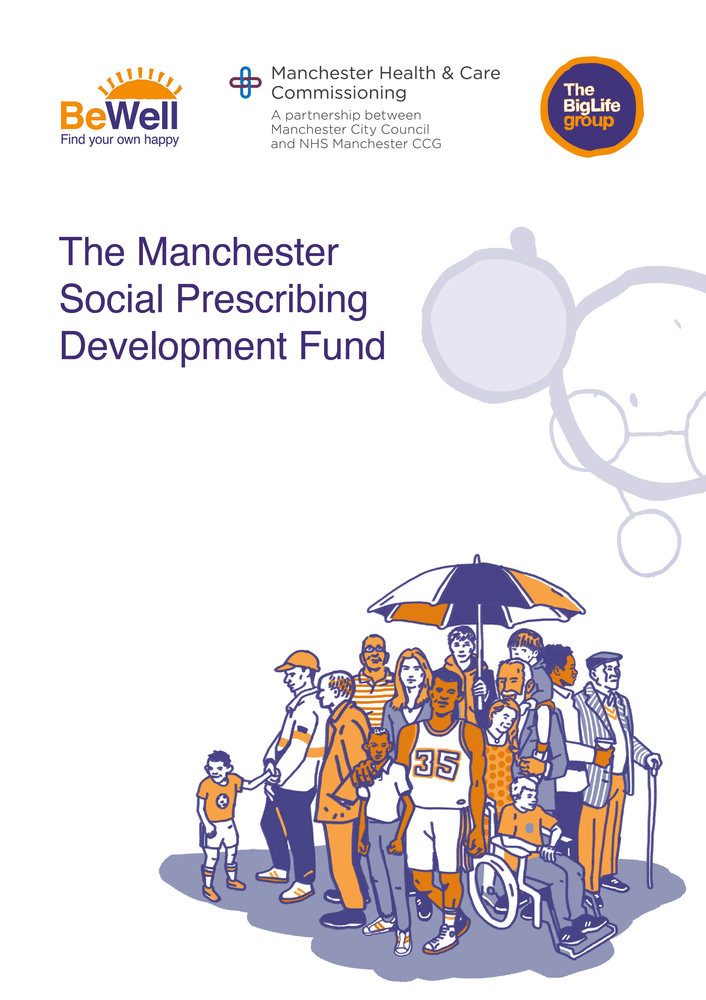 BeWell
Find your own happy
Manchester Health & Care
Commissioning
A partnership between
Manchester City Council
and NHS Manchester CCG
The
BigLife
group
The Manchester
Social Prescribing
Development Fund
35